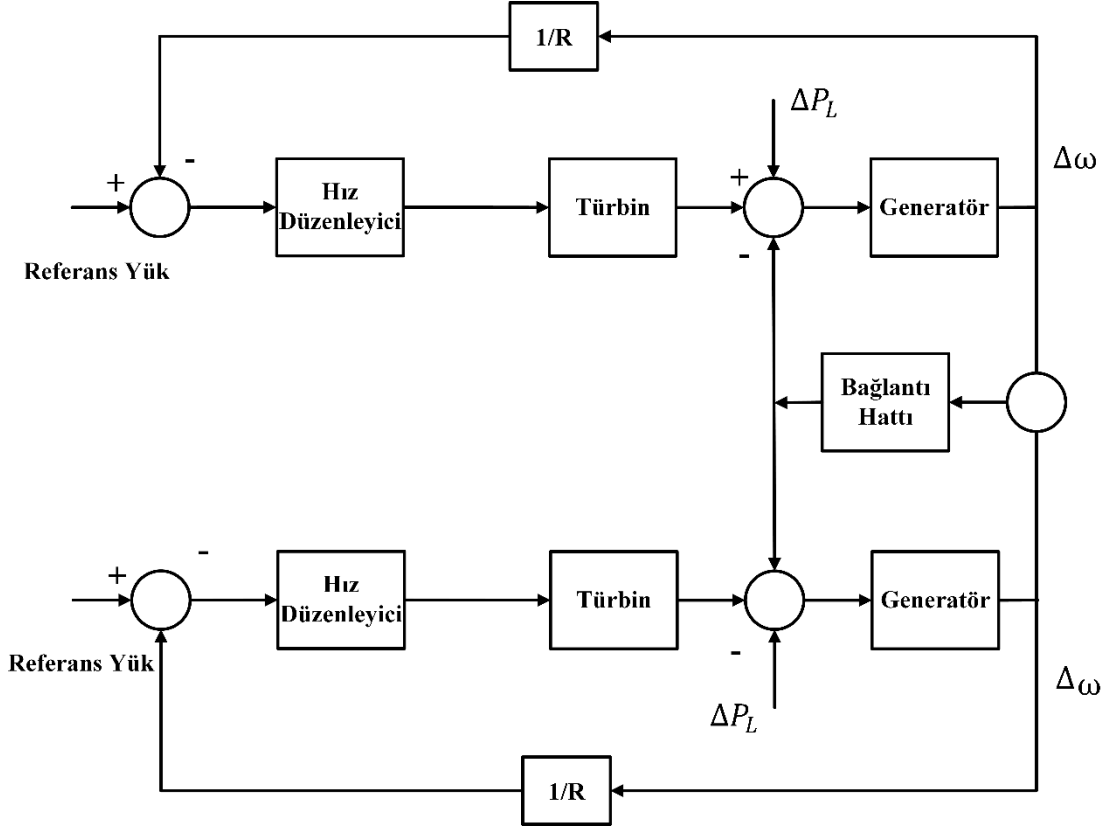 1/R
ΔP_L
-
+
Hız
Düzenleyici
Türbin
+
Generatör
Δω
-
Referans Yük
Bağlantı
Hattı
-
+
Hız
Düzenleyici
Türbin
Generatör
Referans Yük
-
Δω
ΔP_L
1/R